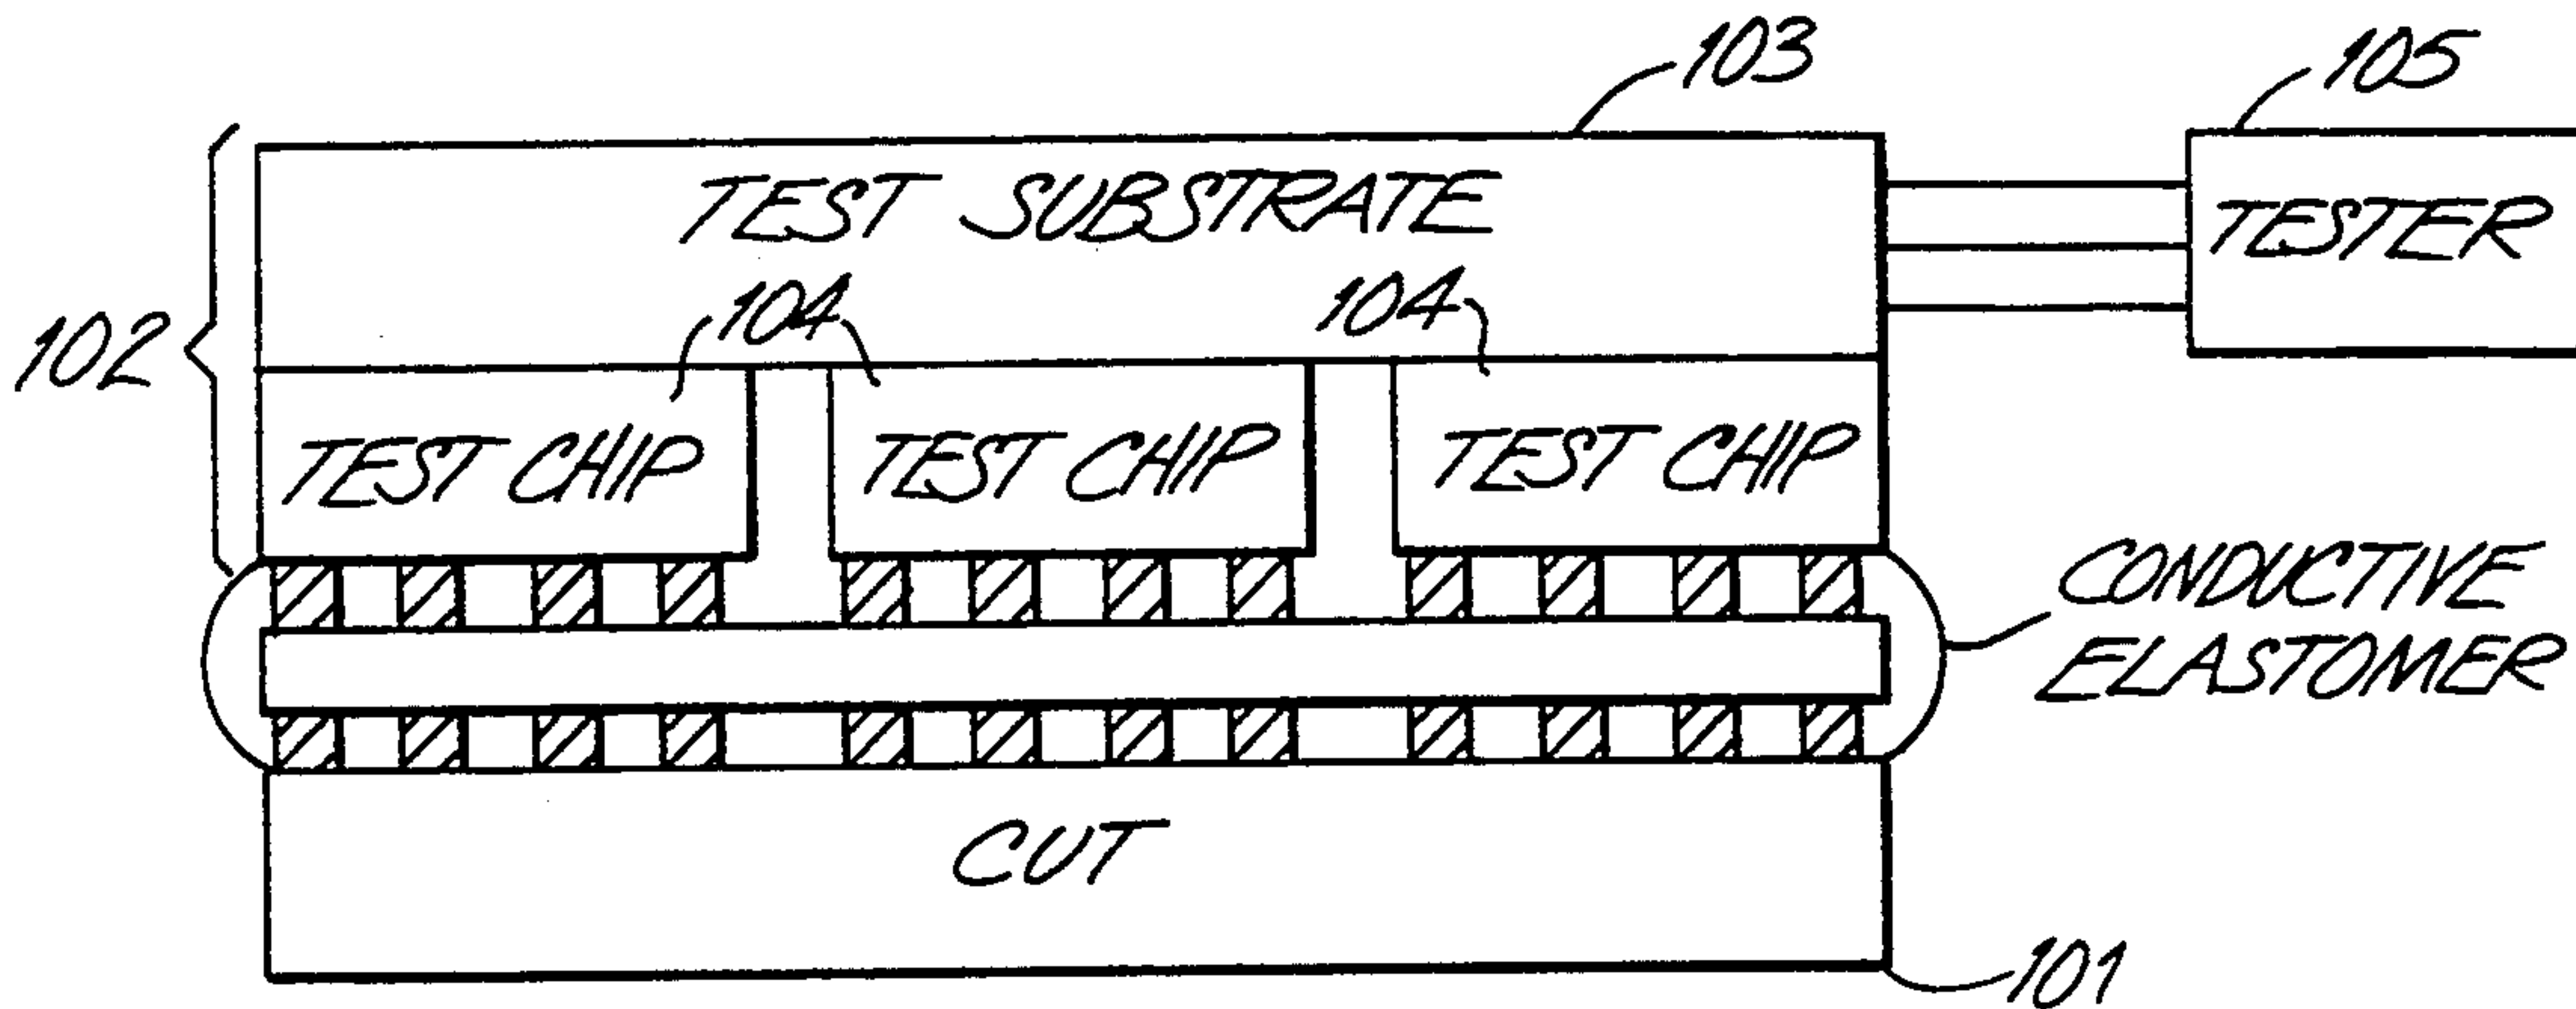 103
105
TEST SUBSTRATE
TESTER
102
104
104
TEST CHIP
TEST CHIP
TEST CHIP
CONDUCTIVE
ELASTOMER
CUT
101